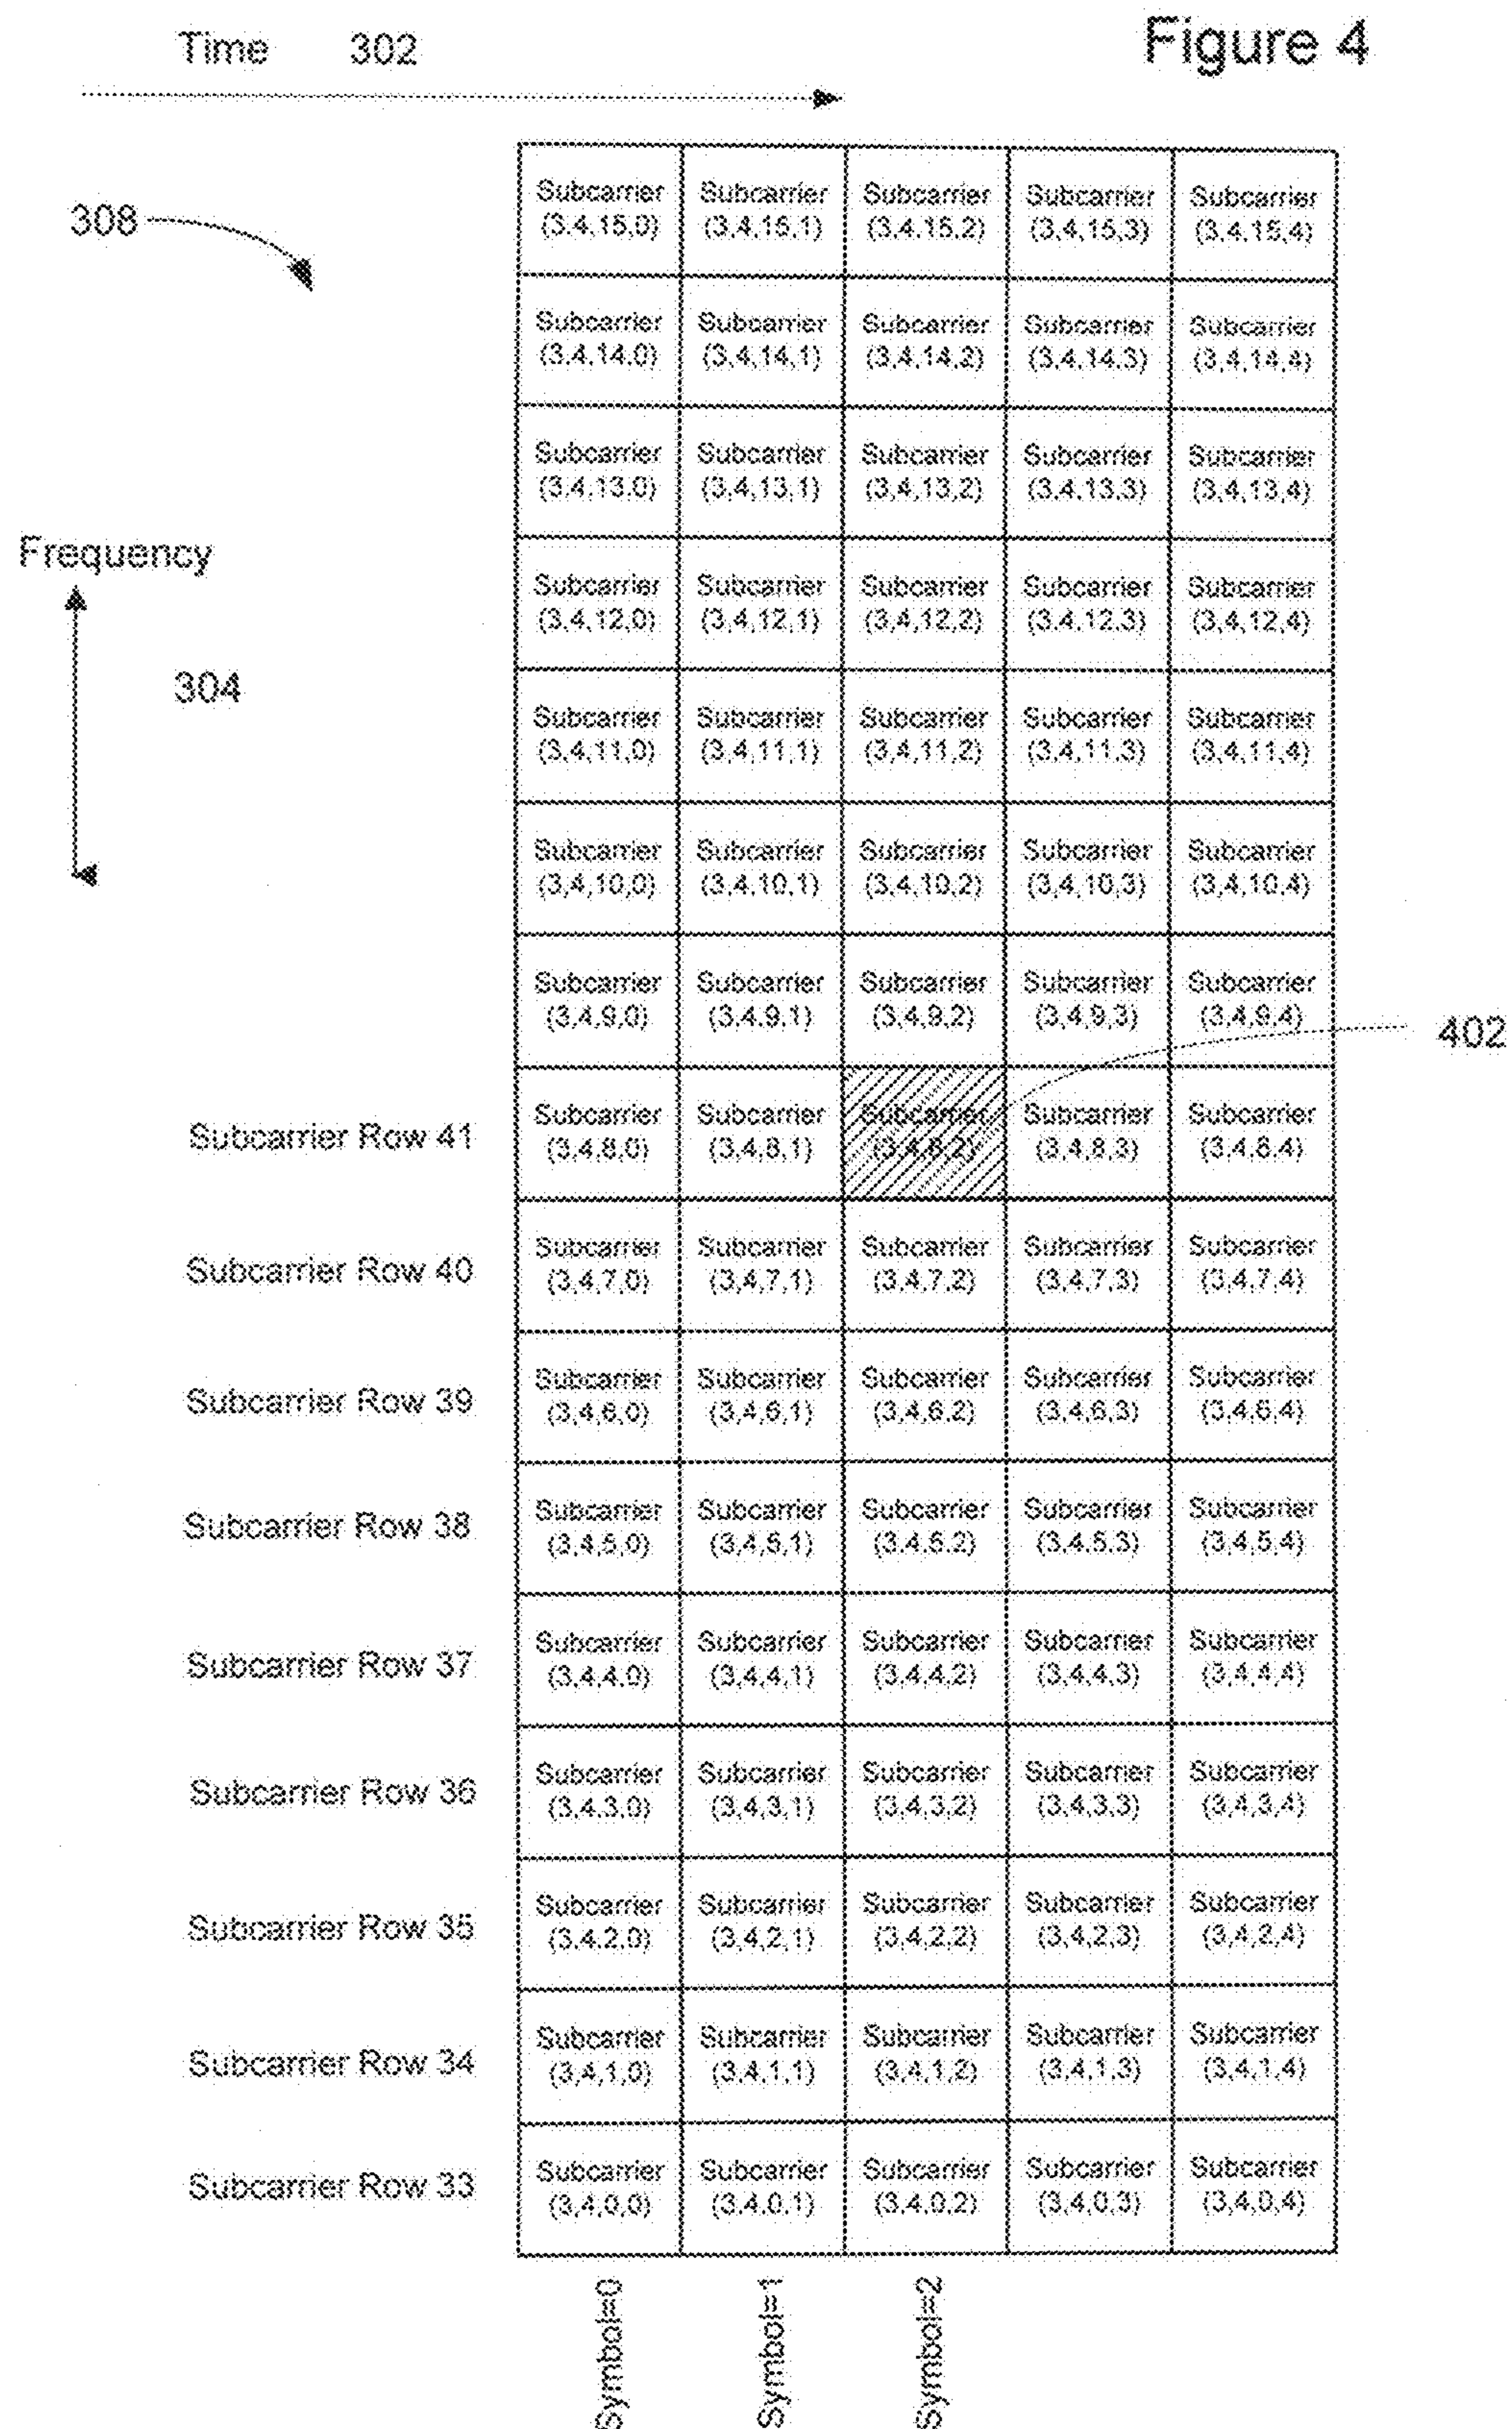 Figure 4
Time 302
308
Subcarrier Subcarrier Subcarrier Subcarrier Subcarrier
(3,4,15,0) (3,4,15,1) (3,4,15,2) (3,4,15,3) (3,4,15,4)
Subcarrier Subcarrier Subcarrier Subcarrier Subcarrier
(3,4,14,0) (3,4,14,1) (3,4,14,2) (3,4,14,3) (3,4,14,4)
Subcarrier Subcarrier Subcarrier Subcarrier Subcarrier
(3,4,13,0) (3,4,13,1) (3,4,13,2) (3,4,13,3) (3,4,13,4)
Frequency
304
Subcarrier Subcarrier Subcarrier Subcarrier Subcarrier
(3,4,12,0) (3,4,12,1) (3,4,12,2) (3,4,12,3) (3,4,12,4)
Subcarrier Subcarrier Subcarrier Subcarrier Subcarrier
(3,4,11,0) (3,4,11,1) (3,4,11,2) (3,4,11,3) (3,4,11,4)
Subcarrier Subcarrier Subcarrier Subcarrier Subcarrier
(3,4,10,0) (3,4,10,1) (3,4,10,2) (3,4,10,3) (3,4,10,4)
Subcarrier Subcarrier Subcarrier Subcarrier Subcarrier
(3,4,9,0) (3,4,9,1) (3,4,9,2) (3,4,9,3) (3,4,9,4)
402
Subcarrier Row 41
Subcarrier Subcarrier Subcarrier Subcarrier Subcarrier
(3,4,8,0) (3,4,8,1) (3,4,8,2) (3,4,8,3) (3,4,8,4)
Subcarrier Row 40
Subcarrier Subcarrier Subcarrier Subcarrier Subcarrier
(3,4,7,0) (3,4,7,1) (3,4,7,2) (3,4,7,3) (3,4,7,4)
Subcarrier Row 39
Subcarrier Subcarrier Subcarrier Subcarrier Subcarrier
(3,4,6,0) (3,4,6,1) (3,4,6,2) (3,4,6,3) (3,4,6,4)
Subcarrier Row 38
Subcarrier Subcarrier Subcarrier Subcarrier Subcarrier
(3,4,5,0) (3,4,5,1) (3,4,5,2) (3,4,5,3) (3,4,5,4)
Subcarrier Row 37
Subcarrier Subcarrier Subcarrier Subcarrier Subcarrier
(3,4,4,0) (3,4,4,1) (3,4,4,2) (3,4,4,3) (3,4,4,4)
Subcarrier Row 36
Subcarrier Subcarrier Subcarrier Subcarrier Subcarrier
(3,4,3,0) (3,4,3,1) (3,4,3,2) (3,4,3,3) (3,4,3,4)
Subcarrier Row 35
Subcarrier Subcarrier Subcarrier Subcarrier Subcarrier
(3,4,2,0) (3,4,2,1) (3,4,2,2) (3,4,2,3) (3,4,2,4)
Subcarrier Row 34
Subcarrier Subcarrier Subcarrier Subcarrier Subcarrier
(3,4,1,0) (3,4,1,1) (3,4,1,2) (3,4,1,3) (3,4,1,4)
Subcarrier Row 33
Subcarrier Subcarrier Subcarrier Subcarrier Subcarrier
(3,4,0,0) (3,4,0,1) (3,4,0,2) (3,4,0,3) (3,4,0,4)
Symbol=0
Symbol=1
Symbol=2